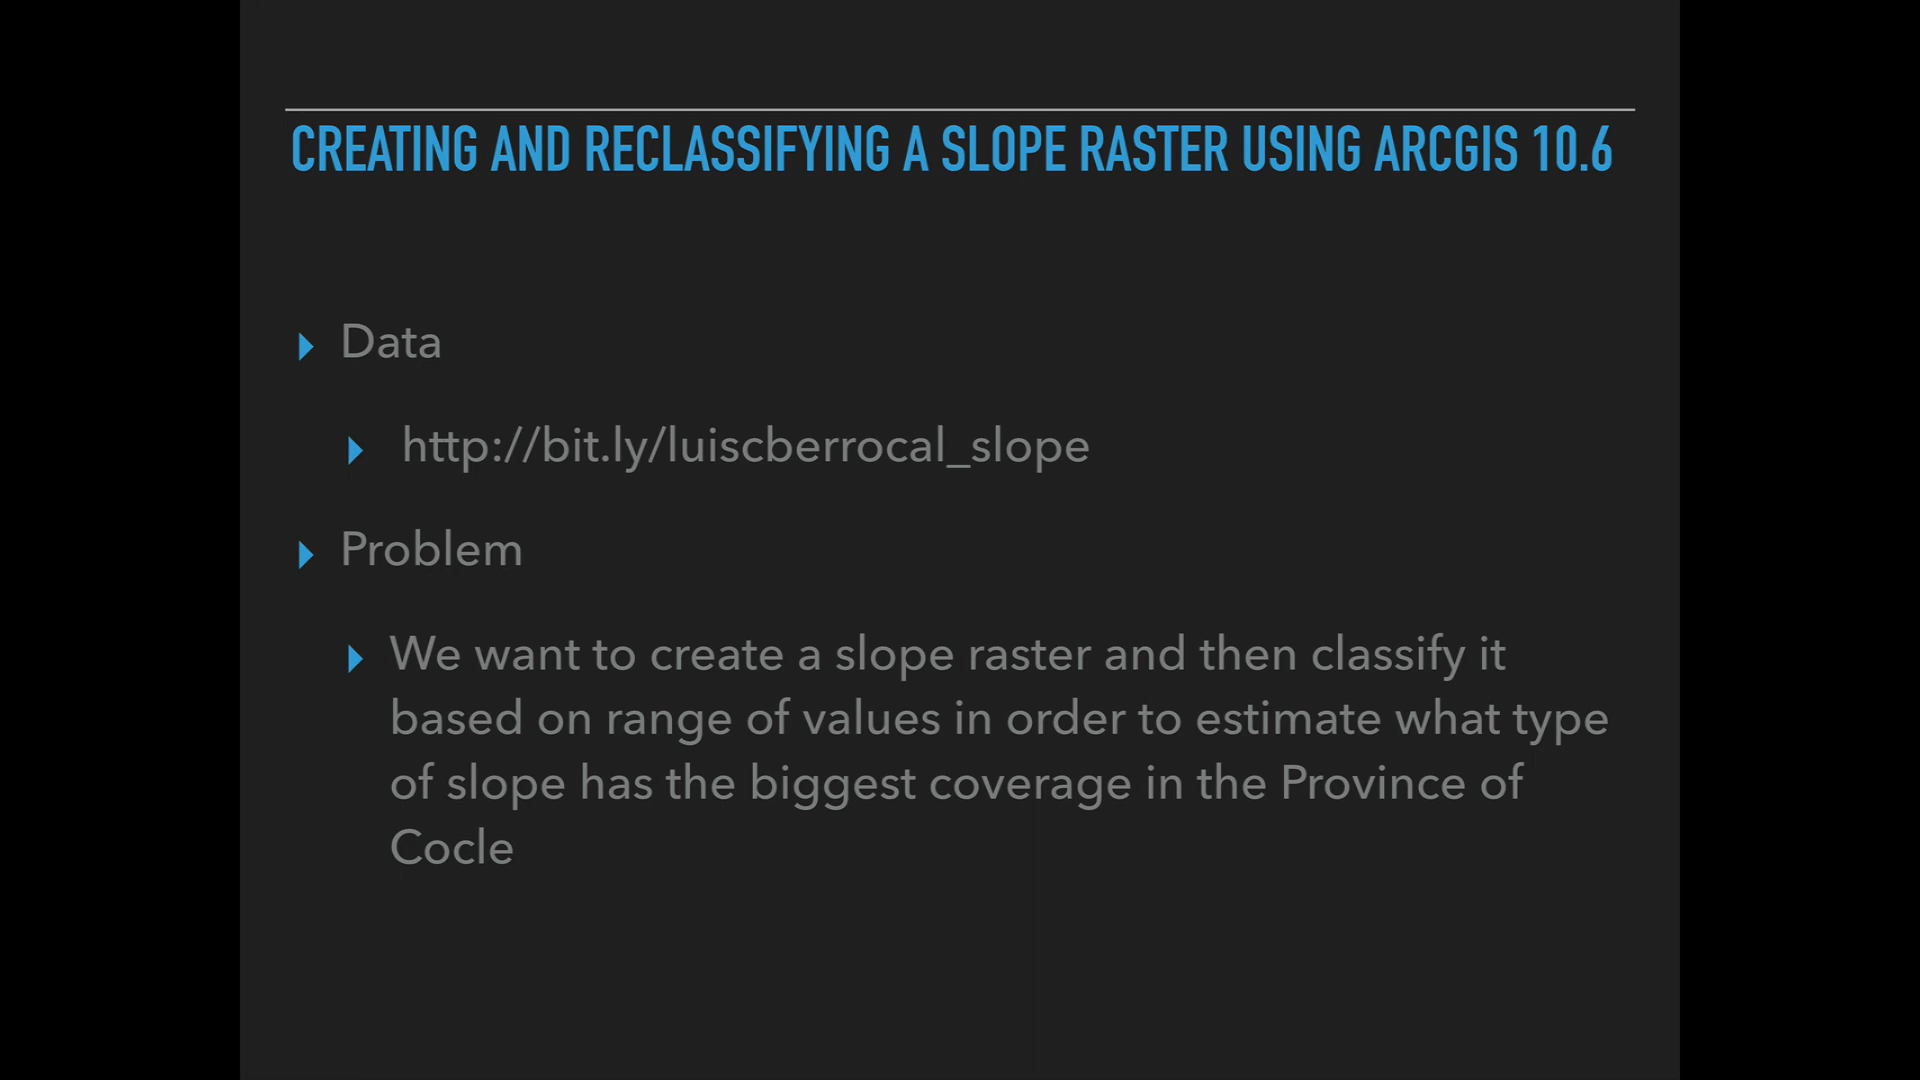 CREATING AND RECLASSIFYING A SLOPE RASTER USING ARCGIS 10.6
Data
http://bit.ly/luiscberrocal_slope
Problem
We want to create a slope raster and then classify it
based on range of values in order to estimate what type
of slope has the biggest coverage in the Province of
Cocle